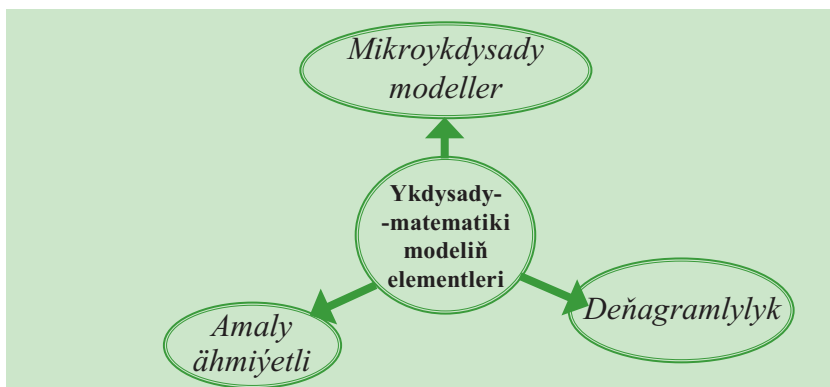 Mikroykdysady
modeller
Ykdysady-
-matematiki
modeliň
elementleri
Amaly
ähmiýetli
Deňagramlylyk